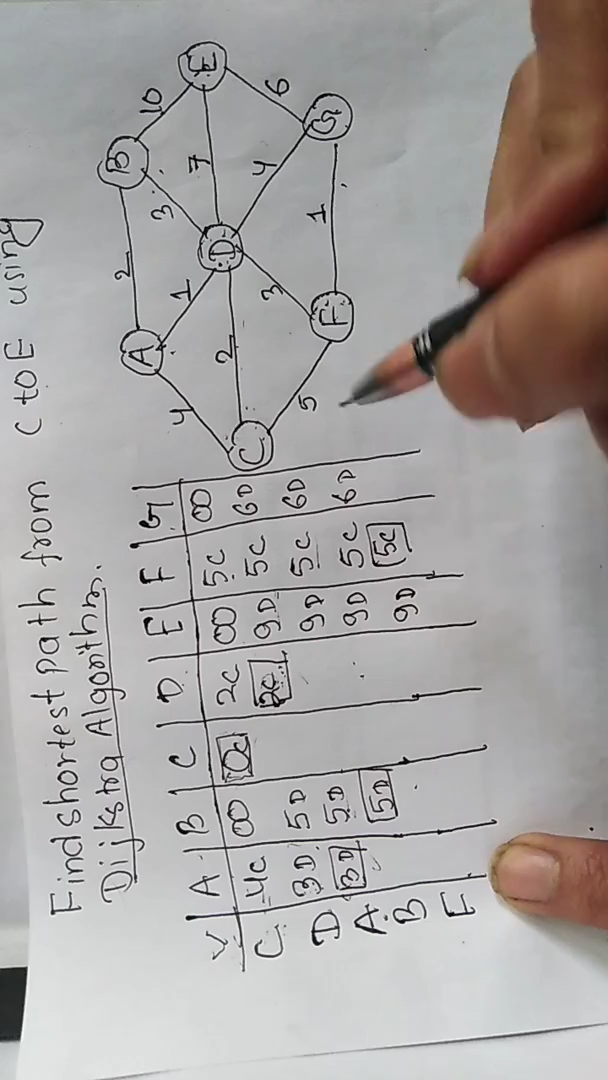 Find shortest path from C to E using
Dijkstra Algorithm.
V A B C D E F G
C 4C ∞ 0C 2C ∞ 5C ∞
D 3D 5D 2C 9D 5C 6D
A 3D 5D 9D 5C 6D
B 5D 9D 5C 6D
F 9D 5C
A B C D E F G
2 10 3 1 4 7 6 4 2 3 5 1